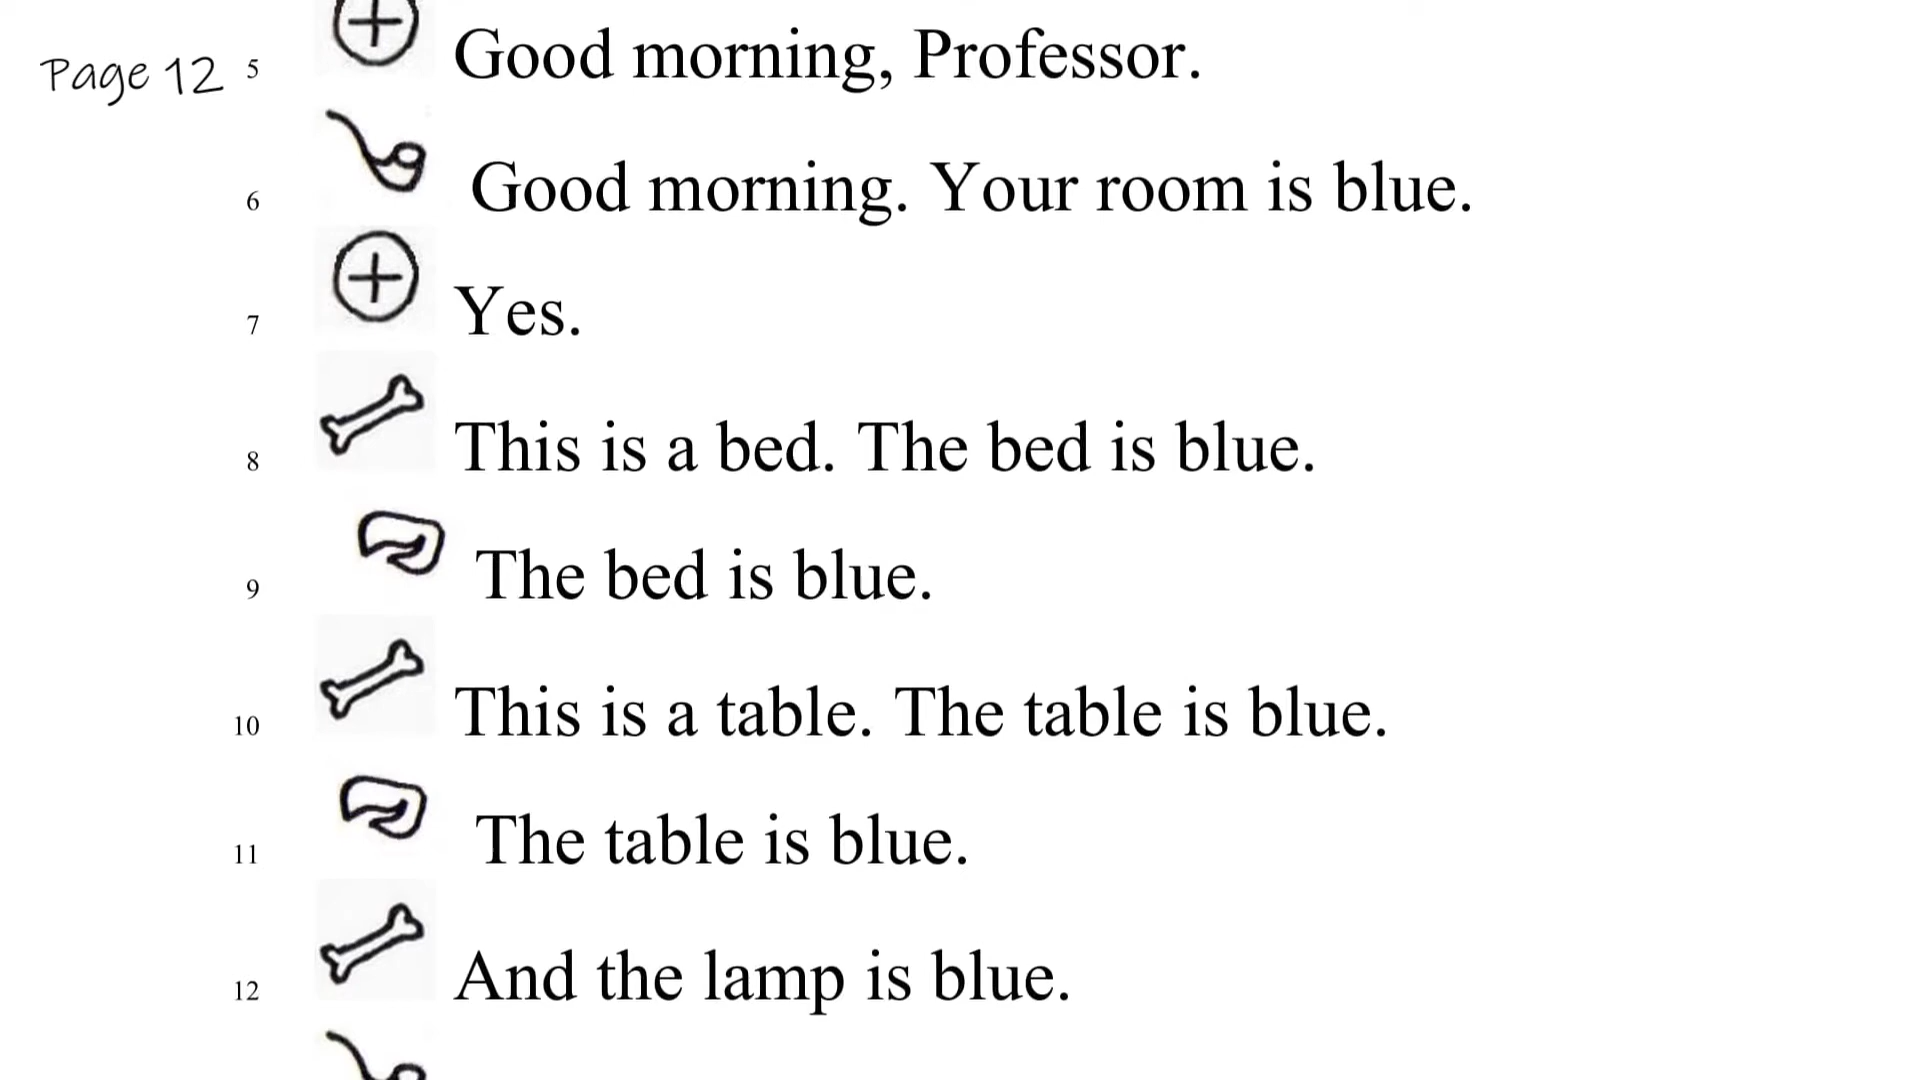 Page 12 5 Good morning, Professor.
6 Good morning. Your room is blue.
7 Yes.
8 This is a bed. The bed is blue.
9 The bed is blue.
10 This is a table. The table is blue.
11 The table is blue.
12 And the lamp is blue.